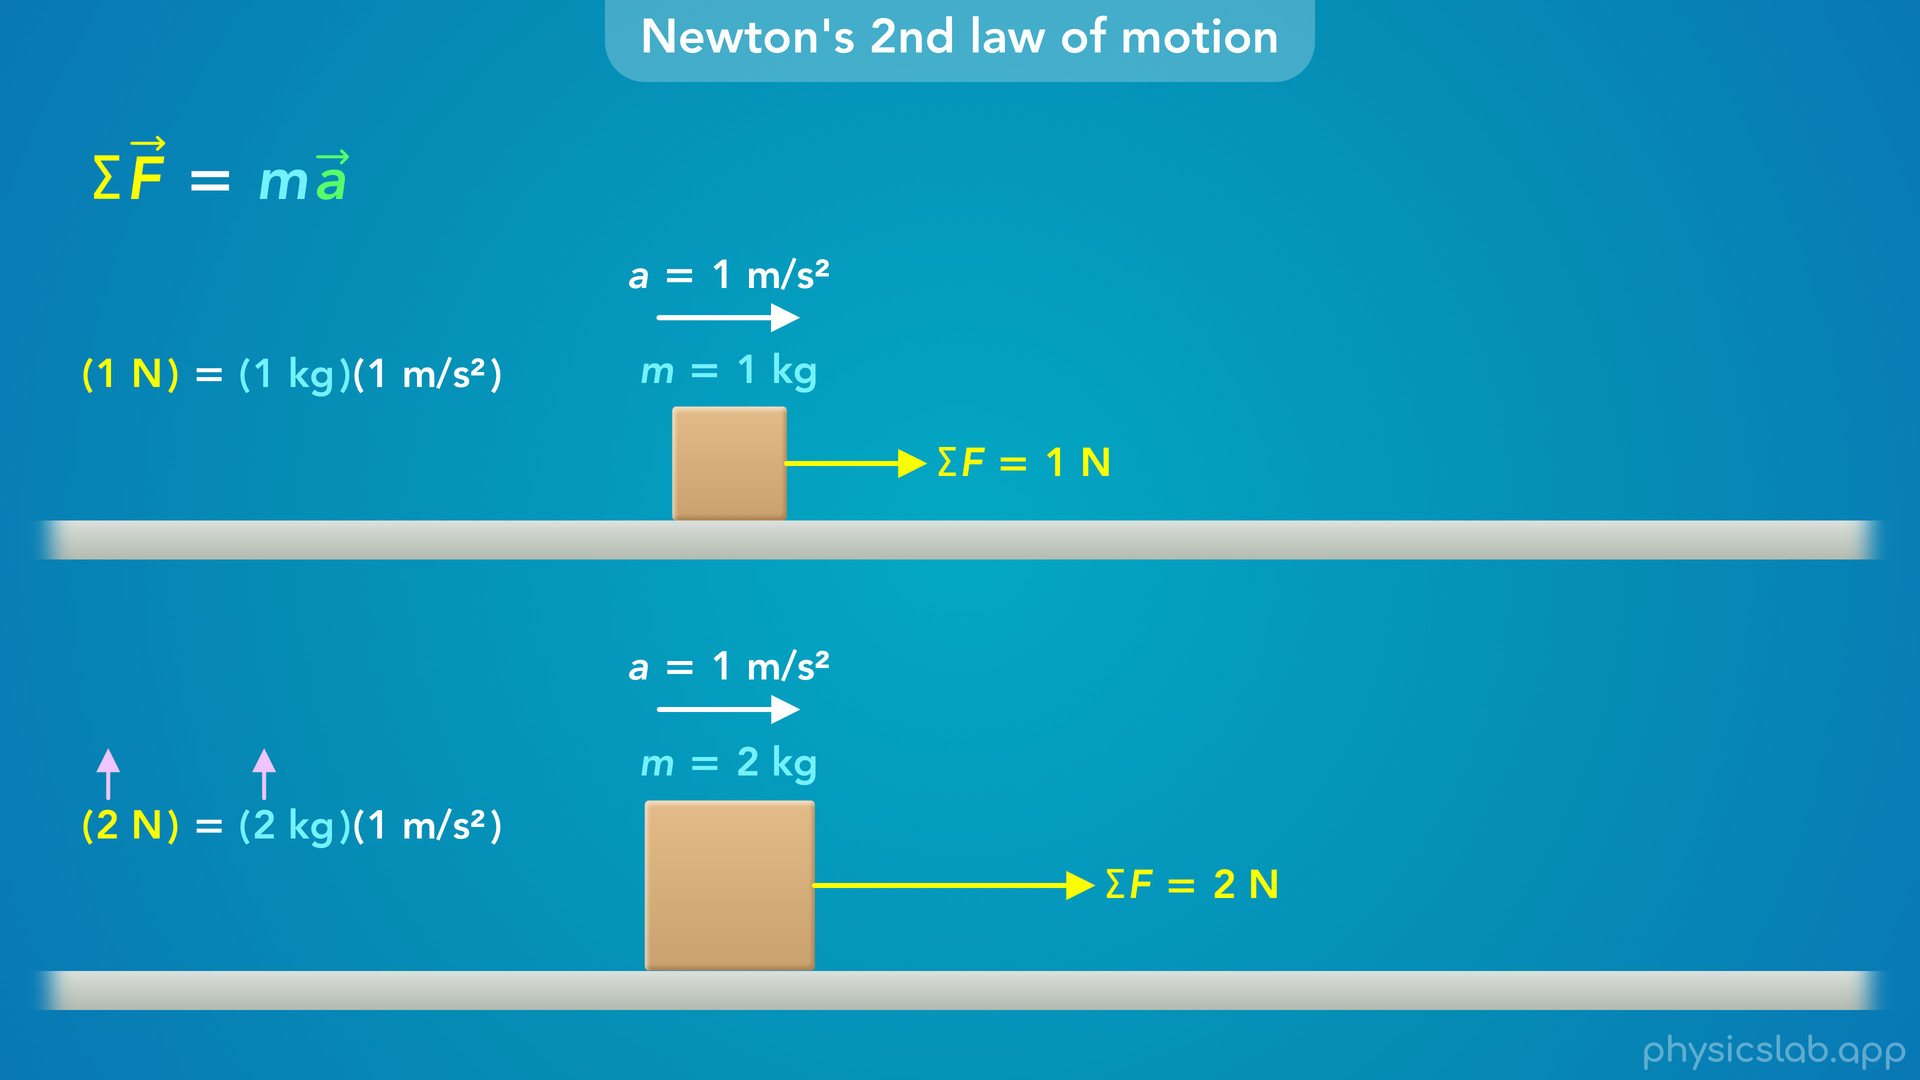 Newton's 2nd law of motion
ΣF⃗ = ma⃗
a = 1 m/s²
(1 N) = (1 kg)(1 m/s²)
m = 1 kg
ΣF = 1 N
a = 1 m/s²
m = 2 kg
(2 N) = (2 kg)(1 m/s²)
ΣF = 2 N
physicslab.app